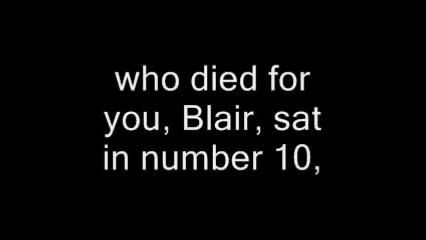 who died for
you, Blair, sat
in number 10,